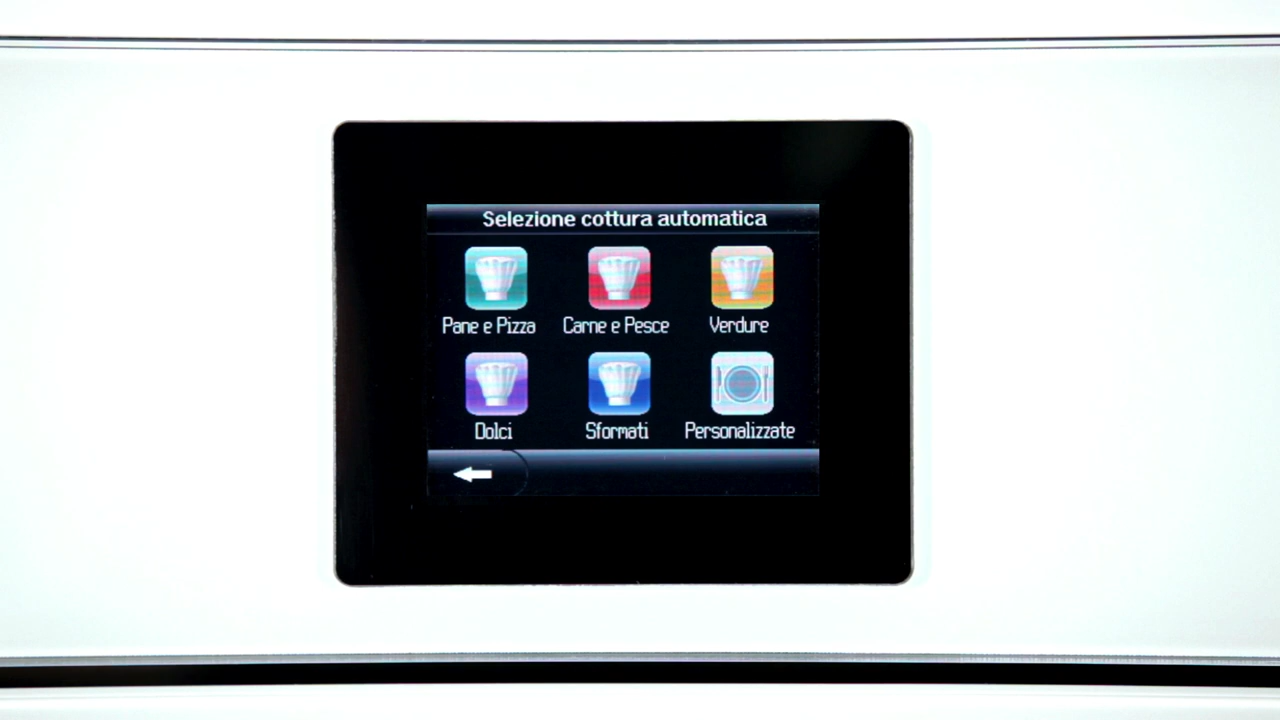 Selezione cottura automatica
Pane e Pizza
Carne e Pesce
Verdure
Dolci
Sformati
Personalizzate